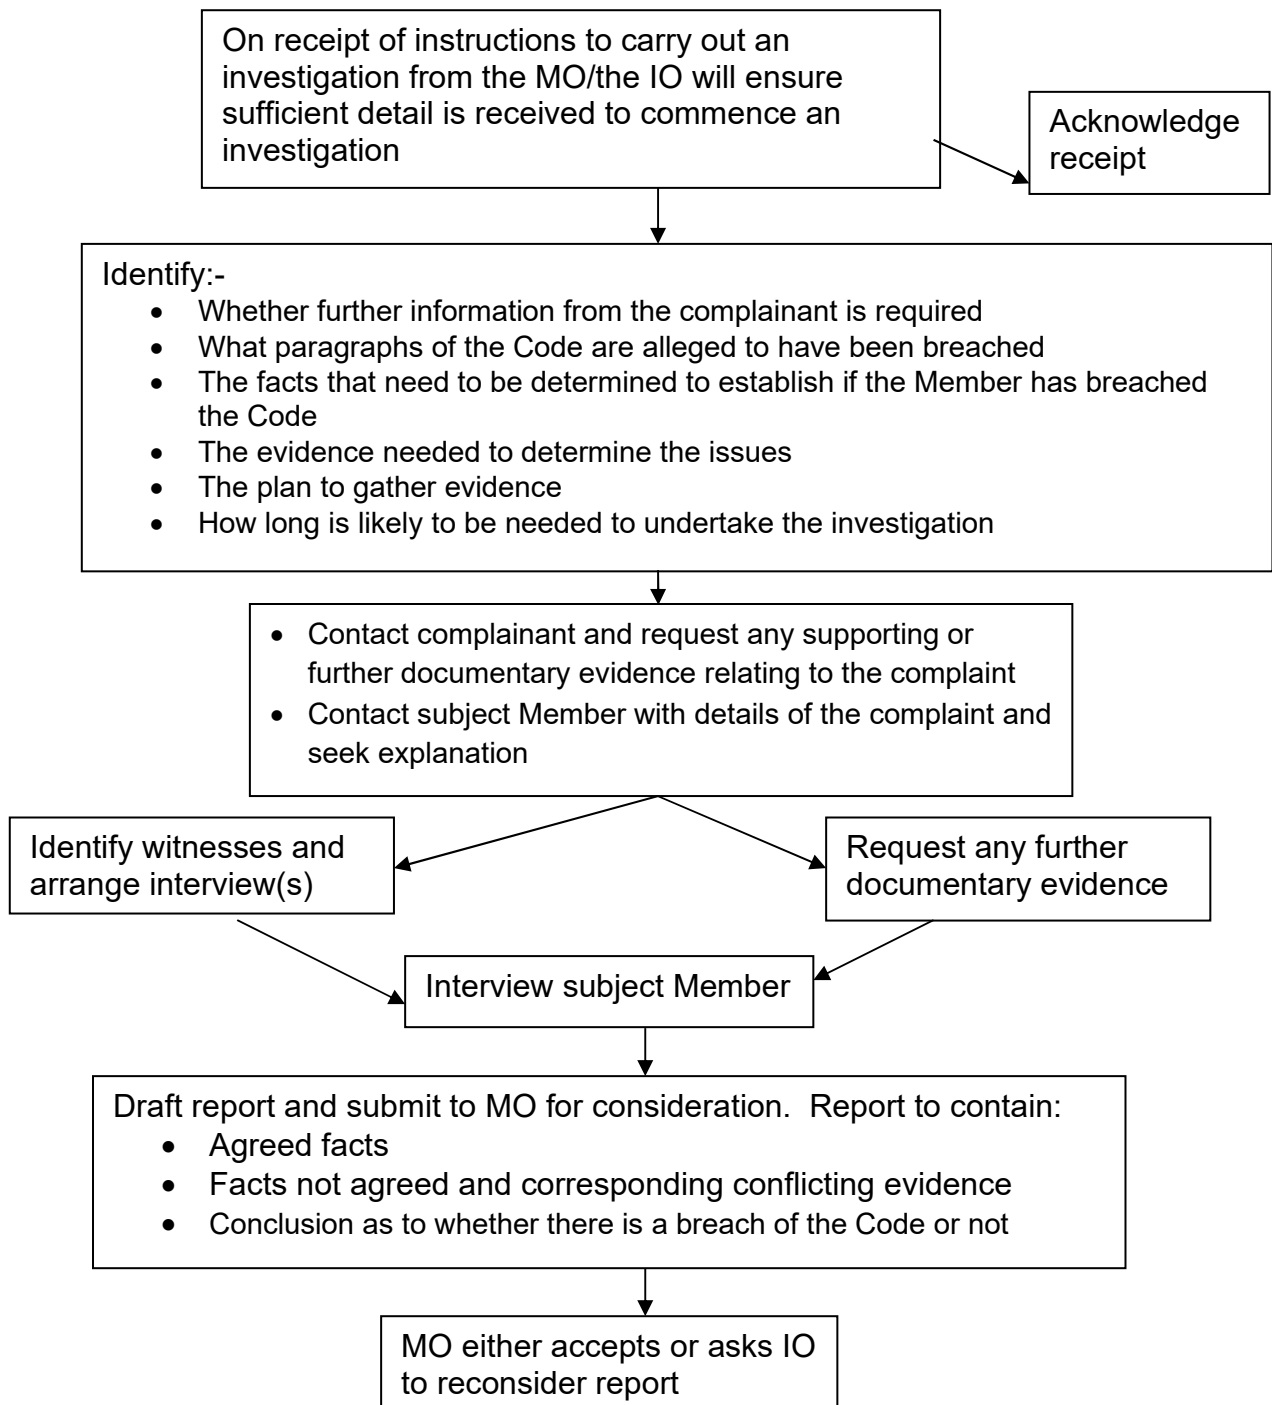 On receipt of instructions to carry out an
investigation from the MO/the IO will ensure
sufficient detail is received to commence an
investigation
Acknowledge
receipt
Identify:-
• Whether further information from the complainant is required
• What paragraphs of the Code are alleged to have been breached
• The facts that need to be determined to establish if the Member has breached
the Code
• The evidence needed to determine the issues
• The plan to gather evidence
• How long is likely to be needed to undertake the investigation
• Contact complainant and request any supporting or
further documentary evidence relating to the complaint
• Contact subject Member with details of the complaint and
seek explanation
Identify witnesses and
arrange interview(s)
Request any further
documentary evidence
Interview subject Member
Draft report and submit to MO for consideration.  Report to contain:
• Agreed facts
• Facts not agreed and corresponding conflicting evidence
• Conclusion as to whether there is a breach of the Code or not
MO either accepts or asks IO
to reconsider report